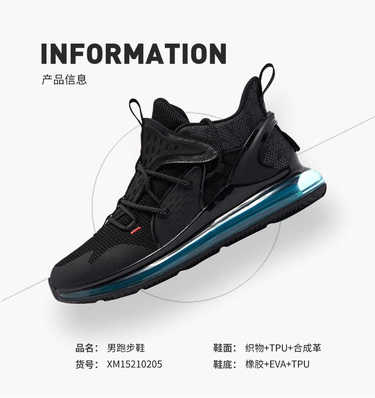 INFORMATION
产品信息
品名： 男跑步鞋
鞋面： 织物+TPU+合成革
货号： XM15210205
鞋底： 橡胶+EVA+TPU